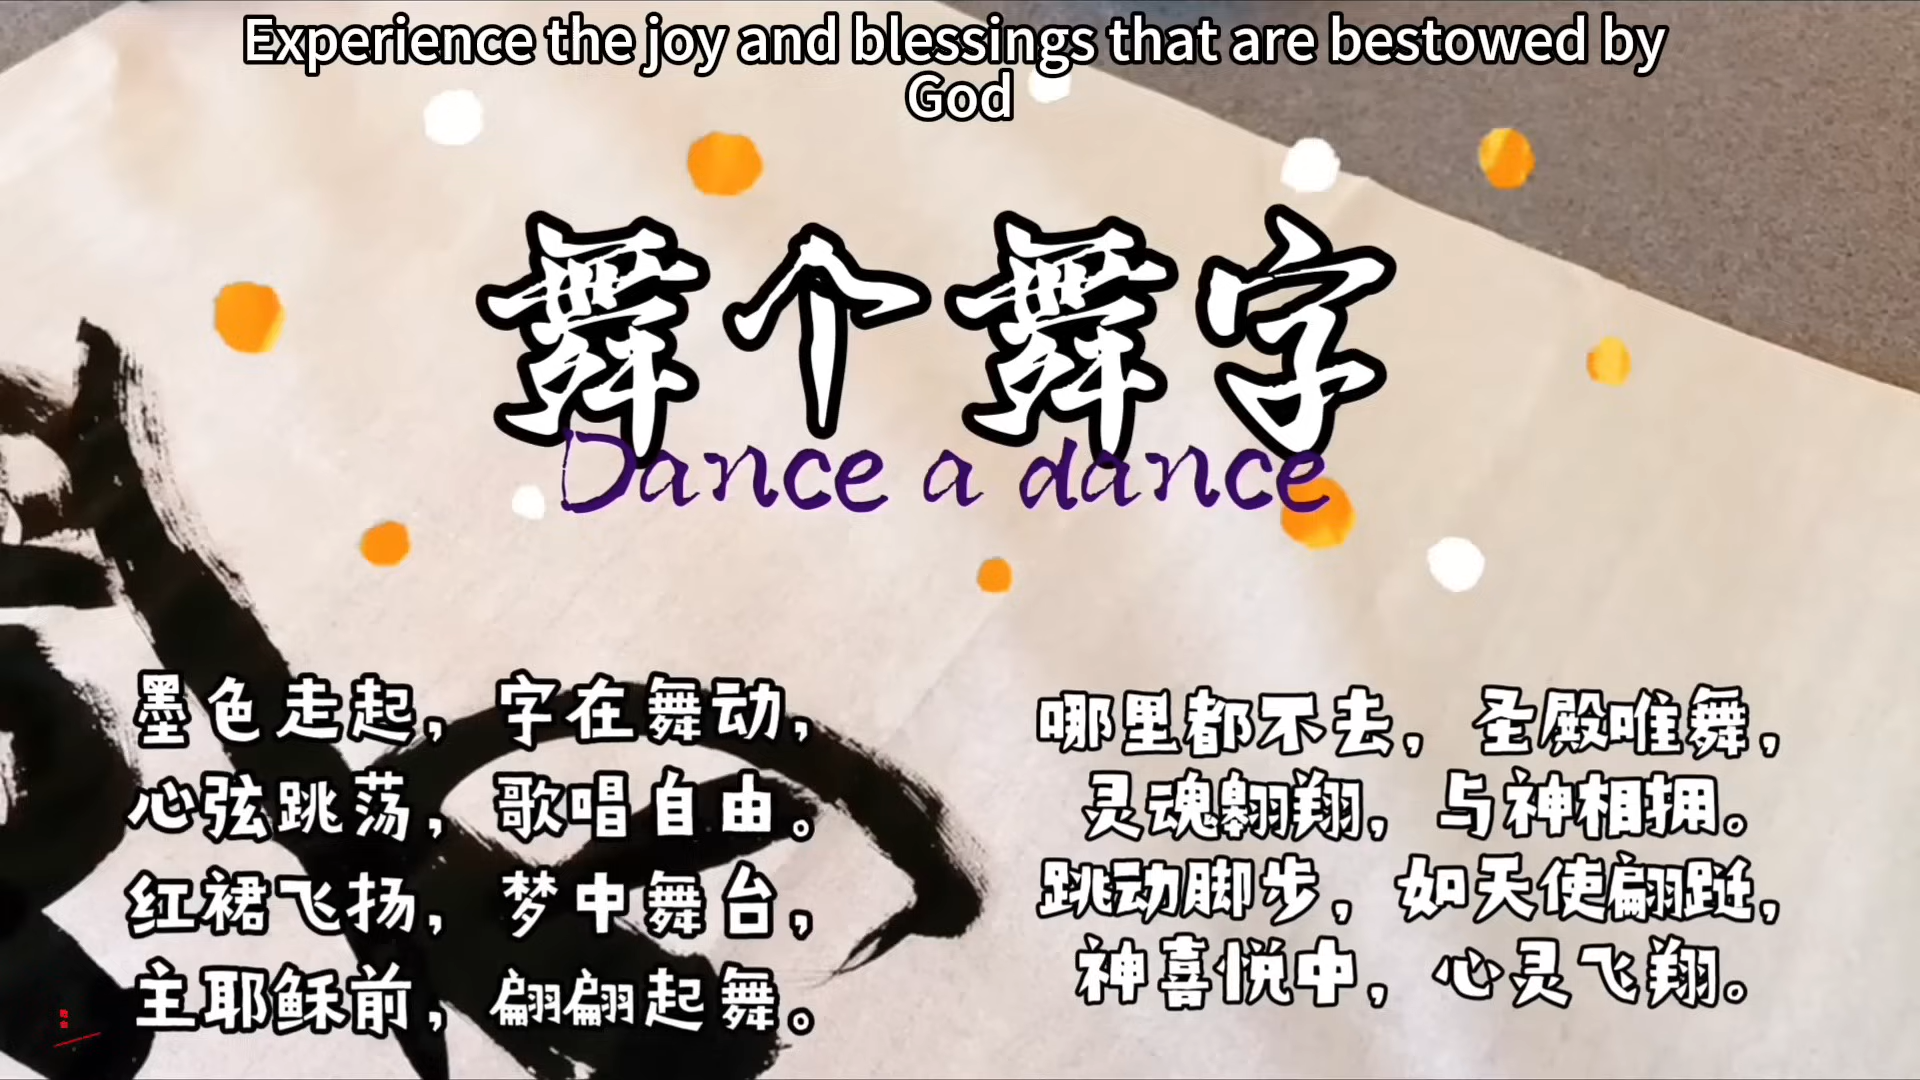 Experience the joy and blessings that are bestowed by
God
舞个舞字
Dance a dance
墨色走起，字在舞动，
心弦跳荡，歌唱自由。
红裙飞扬，梦中舞台，
主耶稣前，翩翩起舞。
哪里都不去，圣殿唯舞，
灵魂翱翔，与神相拥。
跳动脚步，如天使翩跹，
神喜悦中，心灵飞翔。